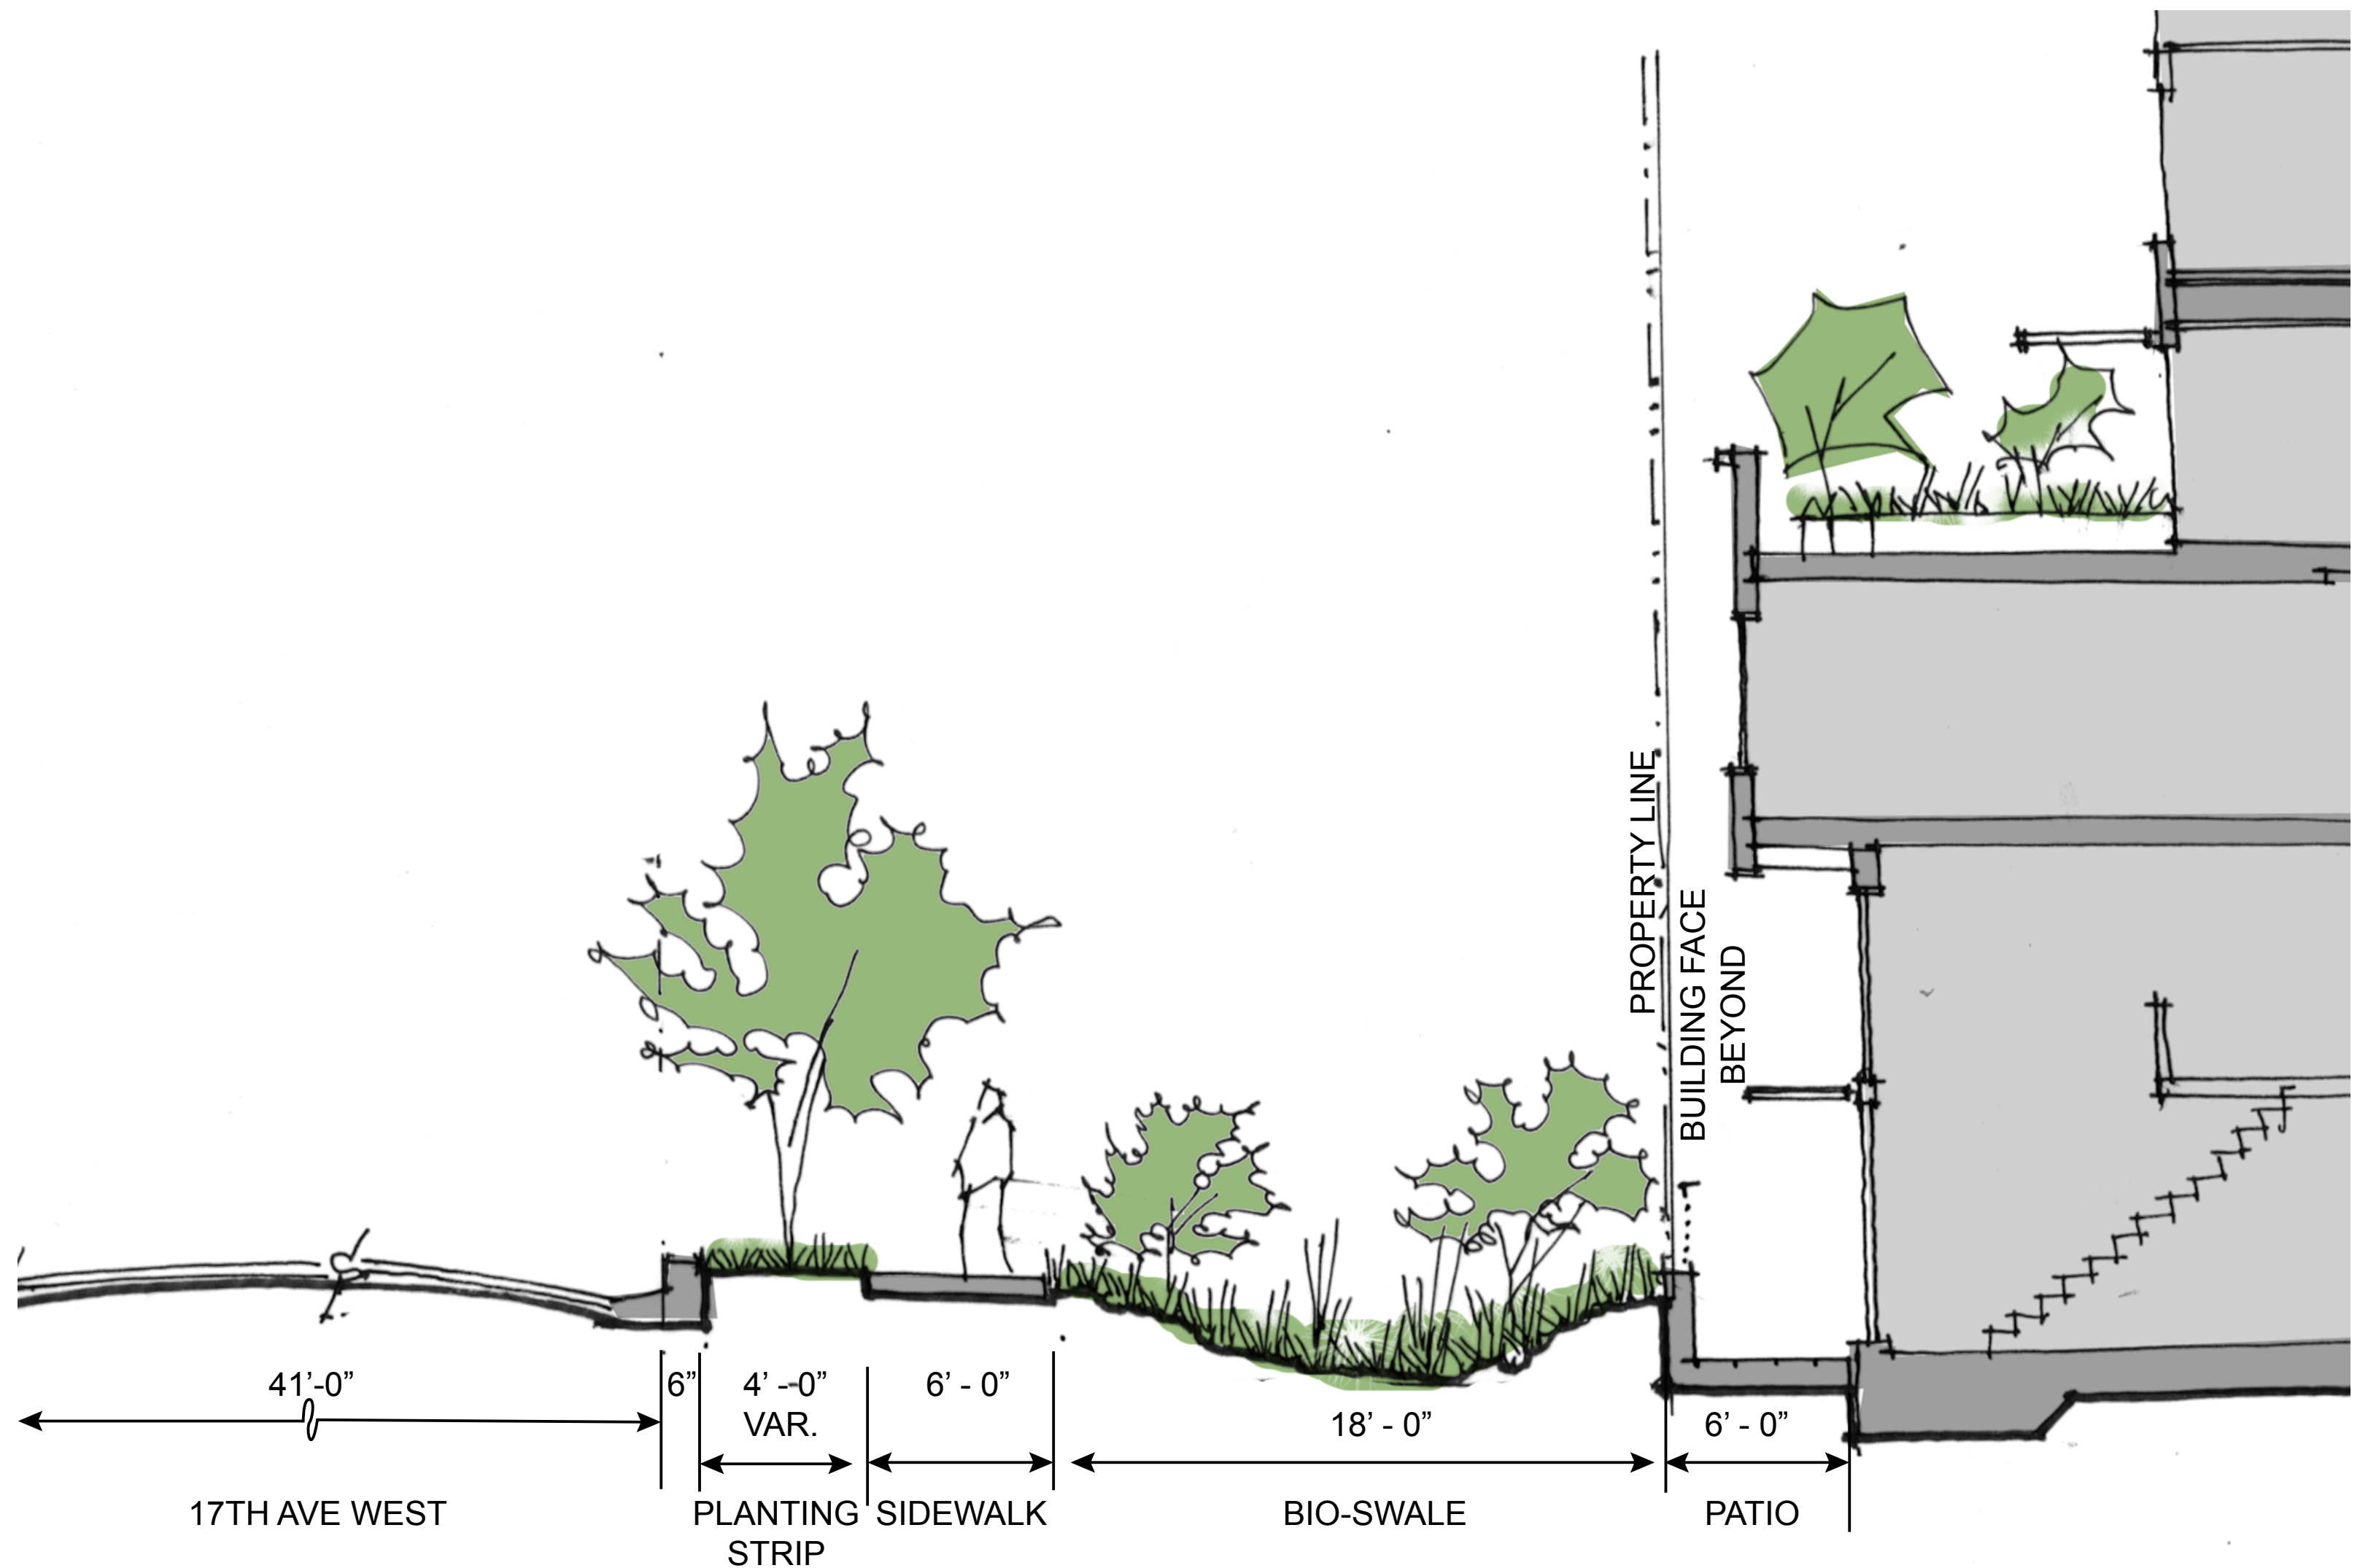 PROPERTY LINE
BUILDING FACE
BEYOND
41’-0”
6”
4’ -0”
VAR.
6’ - 0”
18’ - 0”
6’ - 0”
17TH AVE WEST
PLANTING
STRIP
SIDEWALK
BIO-SWALE
PATIO